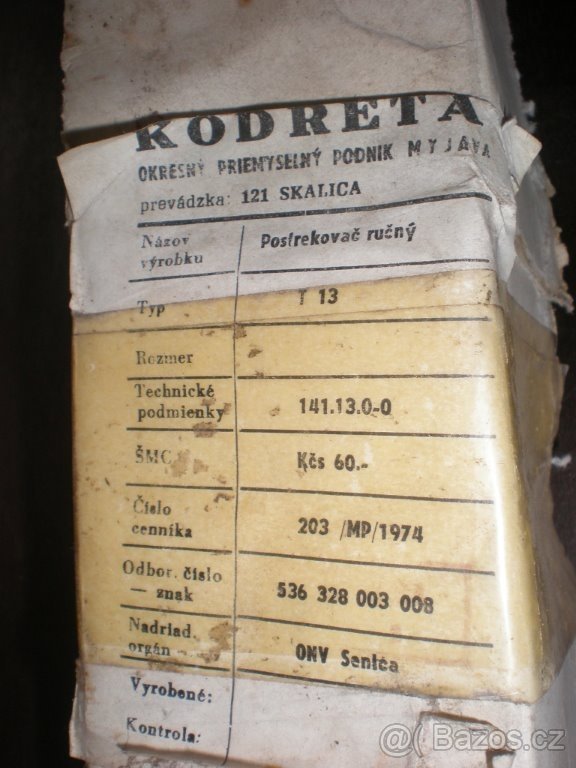 KODRETA
OKRESNÝ PRIEMYSELNÝ PODNIK MYJAVA
prevádzka: 121 SKALICA
Názov výrobku Postrekovač ručný
Typ T 13
Rozmer
Technické podmienky 141.13.0-0
ŠMC Kčs 60.-
Číslo cenníka 203 /MP/1974
Odbor. číslo — znak 536 328 003 008
Nadriad. orgán ONV Senica
Vyrobené:
Kontrola:
@ Bazos.cz